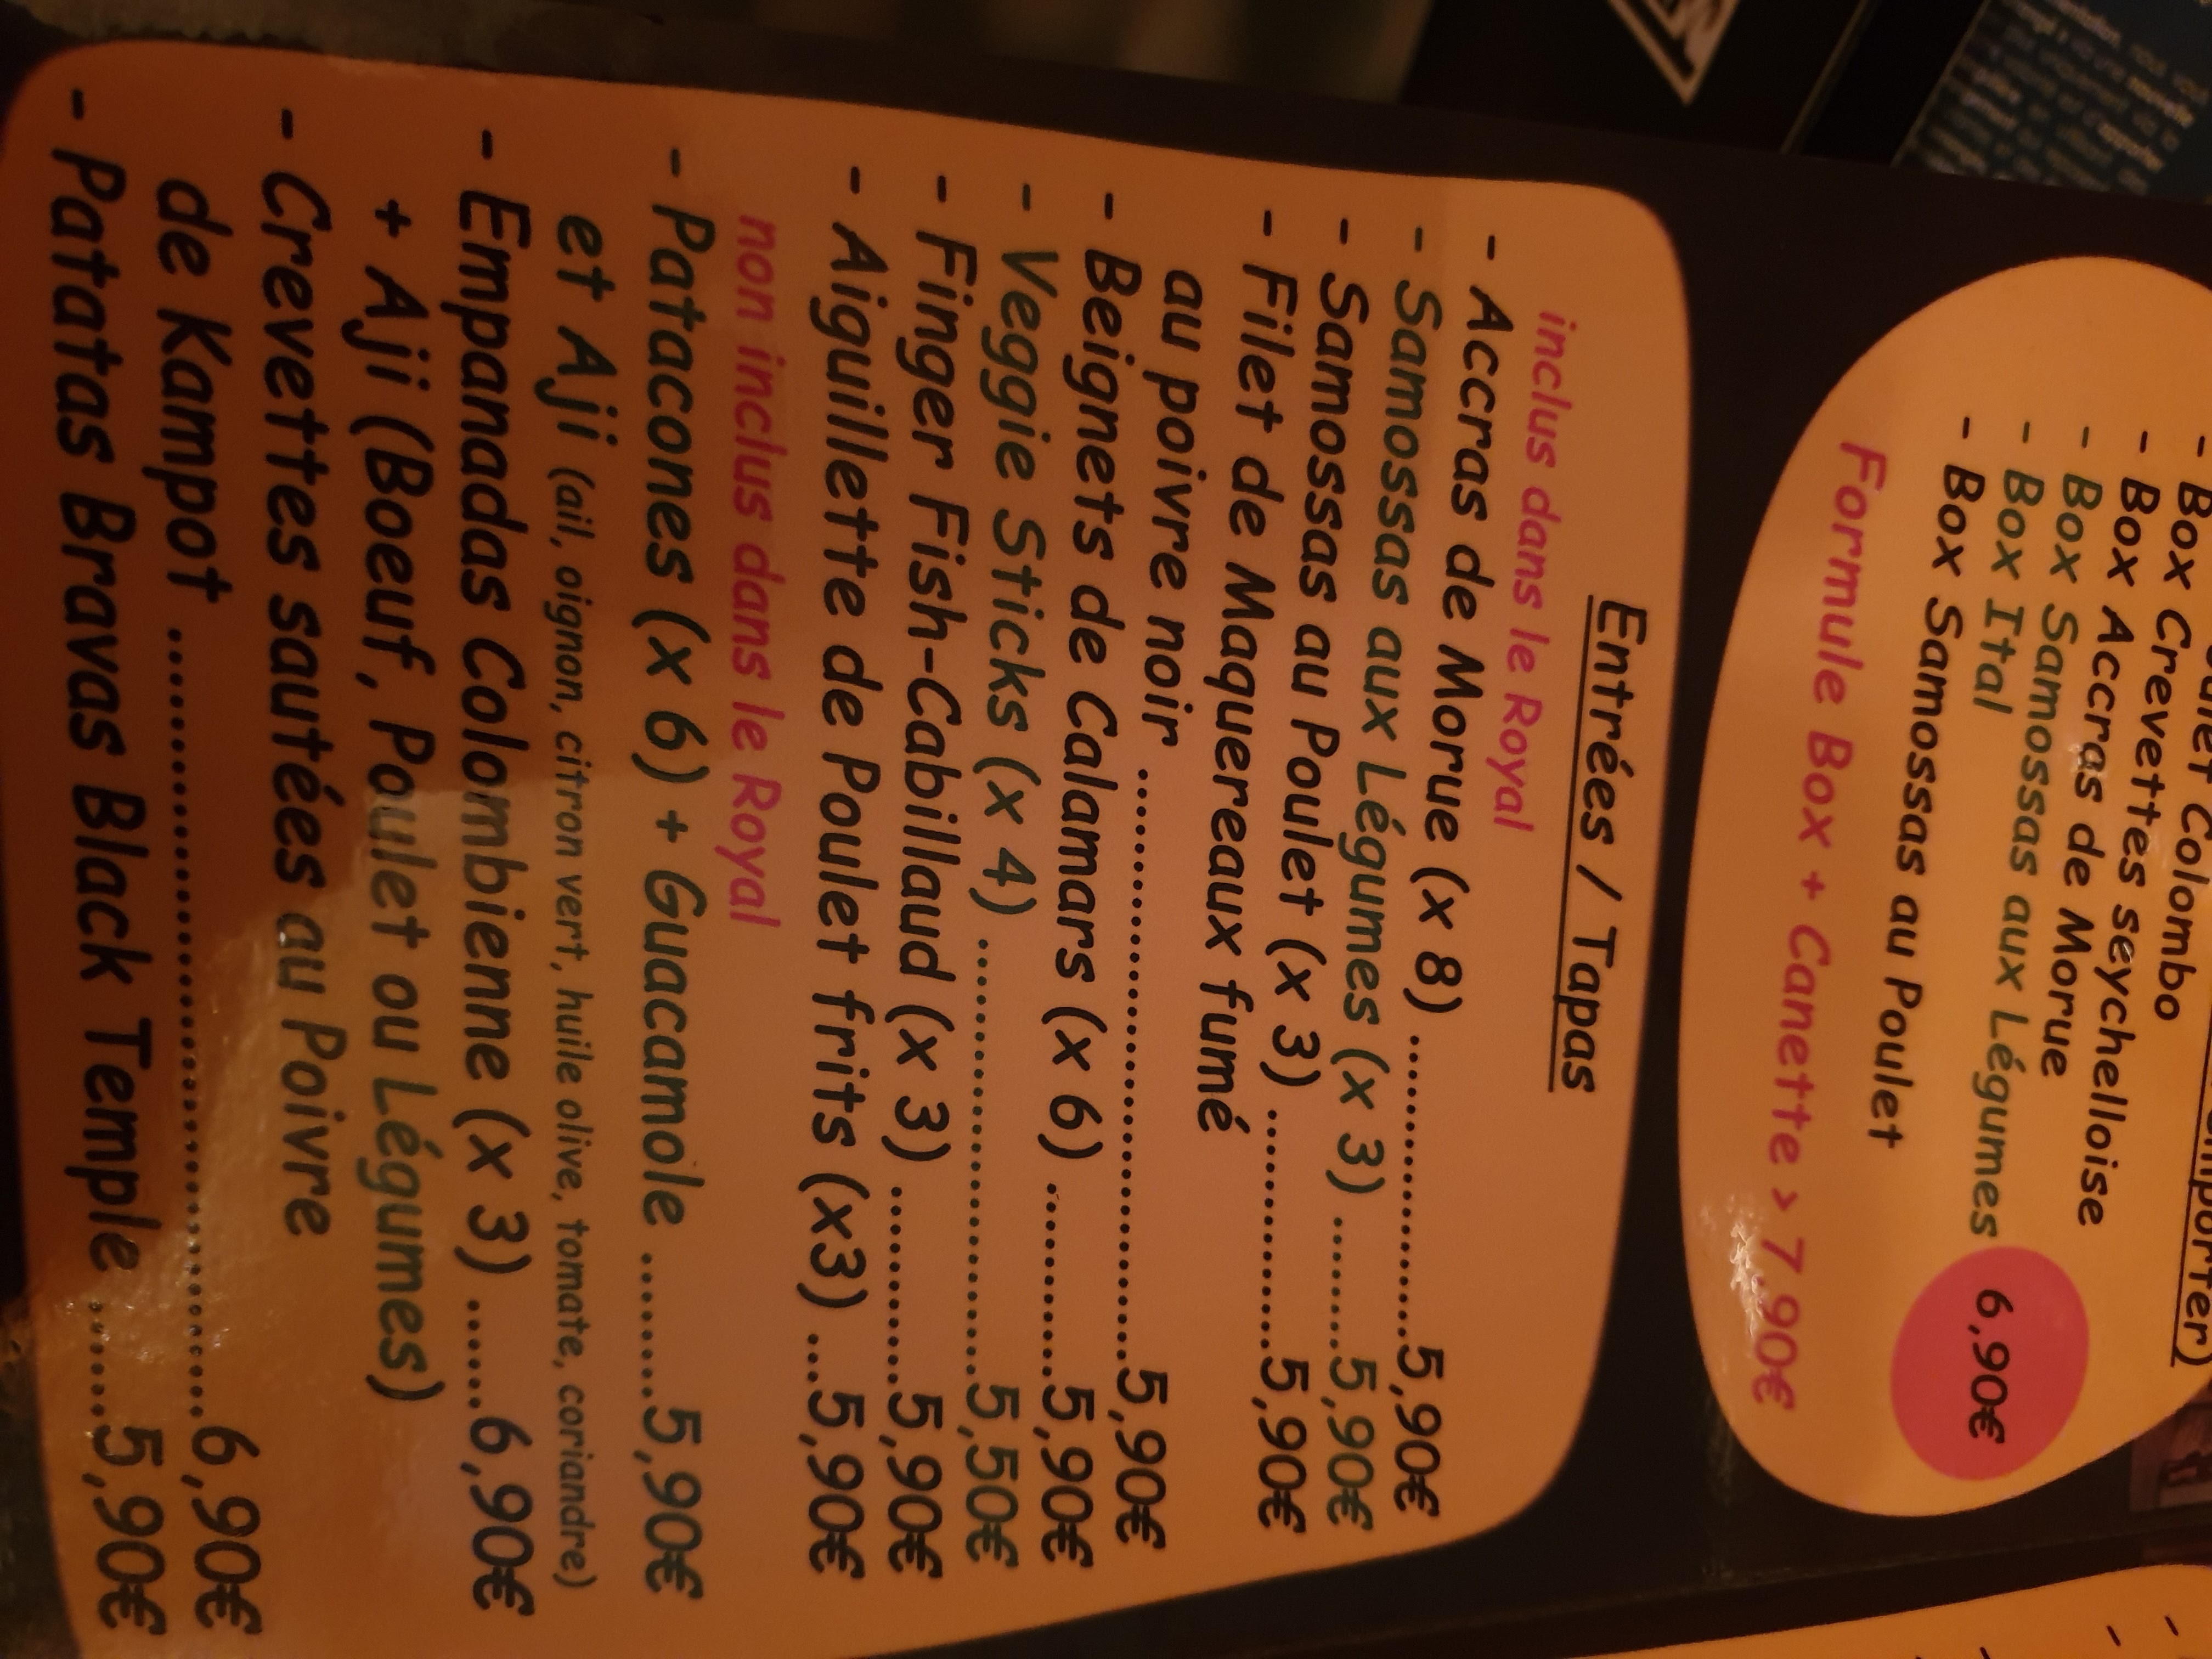 Colombo
- Box Crevettes seychelloise
- Box Accras de Morue
- Box Samossas aux Légumes
- Box Ital
- Box Samossas au Poulet
6,90€
Formule Box + Canette > 7,90€
Entrées / Tapas
inclus dans le Royal
- Accras de Morue (x 8) ..............................5,90€
- Samossas aux Légumes (x 3) ............5,90€
- Samossas au Poulet (x 3) .....................5,90€
- Filet de Maquereaux fumé
au poivre noir .....................................................5,90€
- Beignets de Calamars (x 6) .................5,90€
- Veggie Sticks (x 4) .......................................5,50€
- Finger Fish-Cabillaud (x 3) .................5,90€
- Aiguillette de Poulet frits (x3) ...5,90€
non inclus dans le Royal
- Patacones (x 6) + Guacamole ........5,90€
et Aji (ail, oignon, citron vert, huile olive, tomate, coriandre)
- Empanadas Colombienne (x 3) ......6,90€
+ Aji (Boeuf, Poulet ou Légumes)
- Crevettes sautées au Poivre
de Kampot ...........................................................6,90€
- Patatas Bravas Black Temple .......5,90€